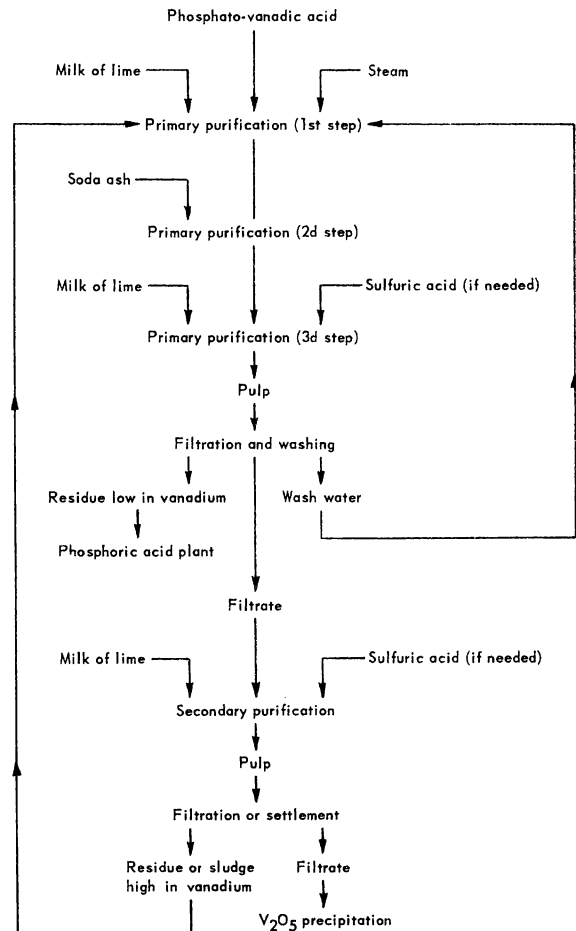 Phosphato-vanadic acid
Milk of lime
Steam
Primary purification (1st step)
Soda ash
Primary purification (2d step)
Milk of lime
Sulfuric acid (if needed)
Primary purification (3d step)
Pulp
Filtration and washing
Residue low in vanadium
Wash water
Phosphoric acid plant
Filtrate
Milk of lime
Sulfuric acid (if needed)
Secondary purification
Pulp
Filtration or settlement
Residue or sludge
high in vanadium
Filtrate
V2O5 precipitation